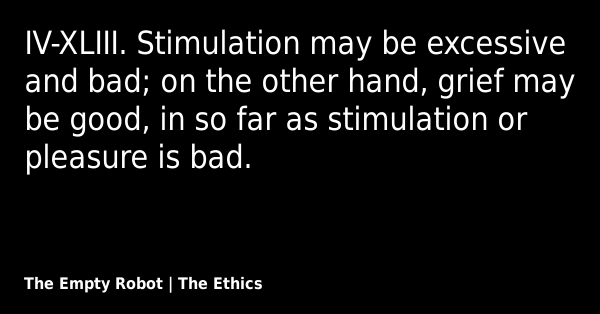 IV-XLIII. Stimulation may be excessive
and bad; on the other hand, grief may
be good, in so far as stimulation or
pleasure is bad.
The Empty Robot | The Ethics